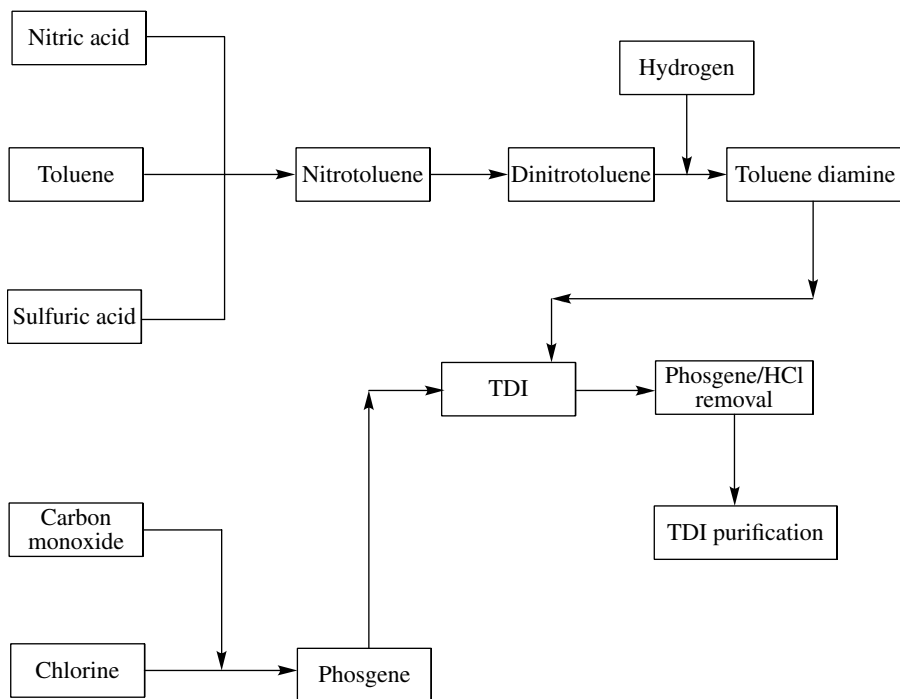 Nitric acid
Hydrogen
Toluene
Nitrotoluene
Dinitrotoluene
Toluene diamine
Sulfuric acid
TDI
Phosgene/HCl
removal
Carbon
monoxide
TDI purification
Chlorine
Phosgene